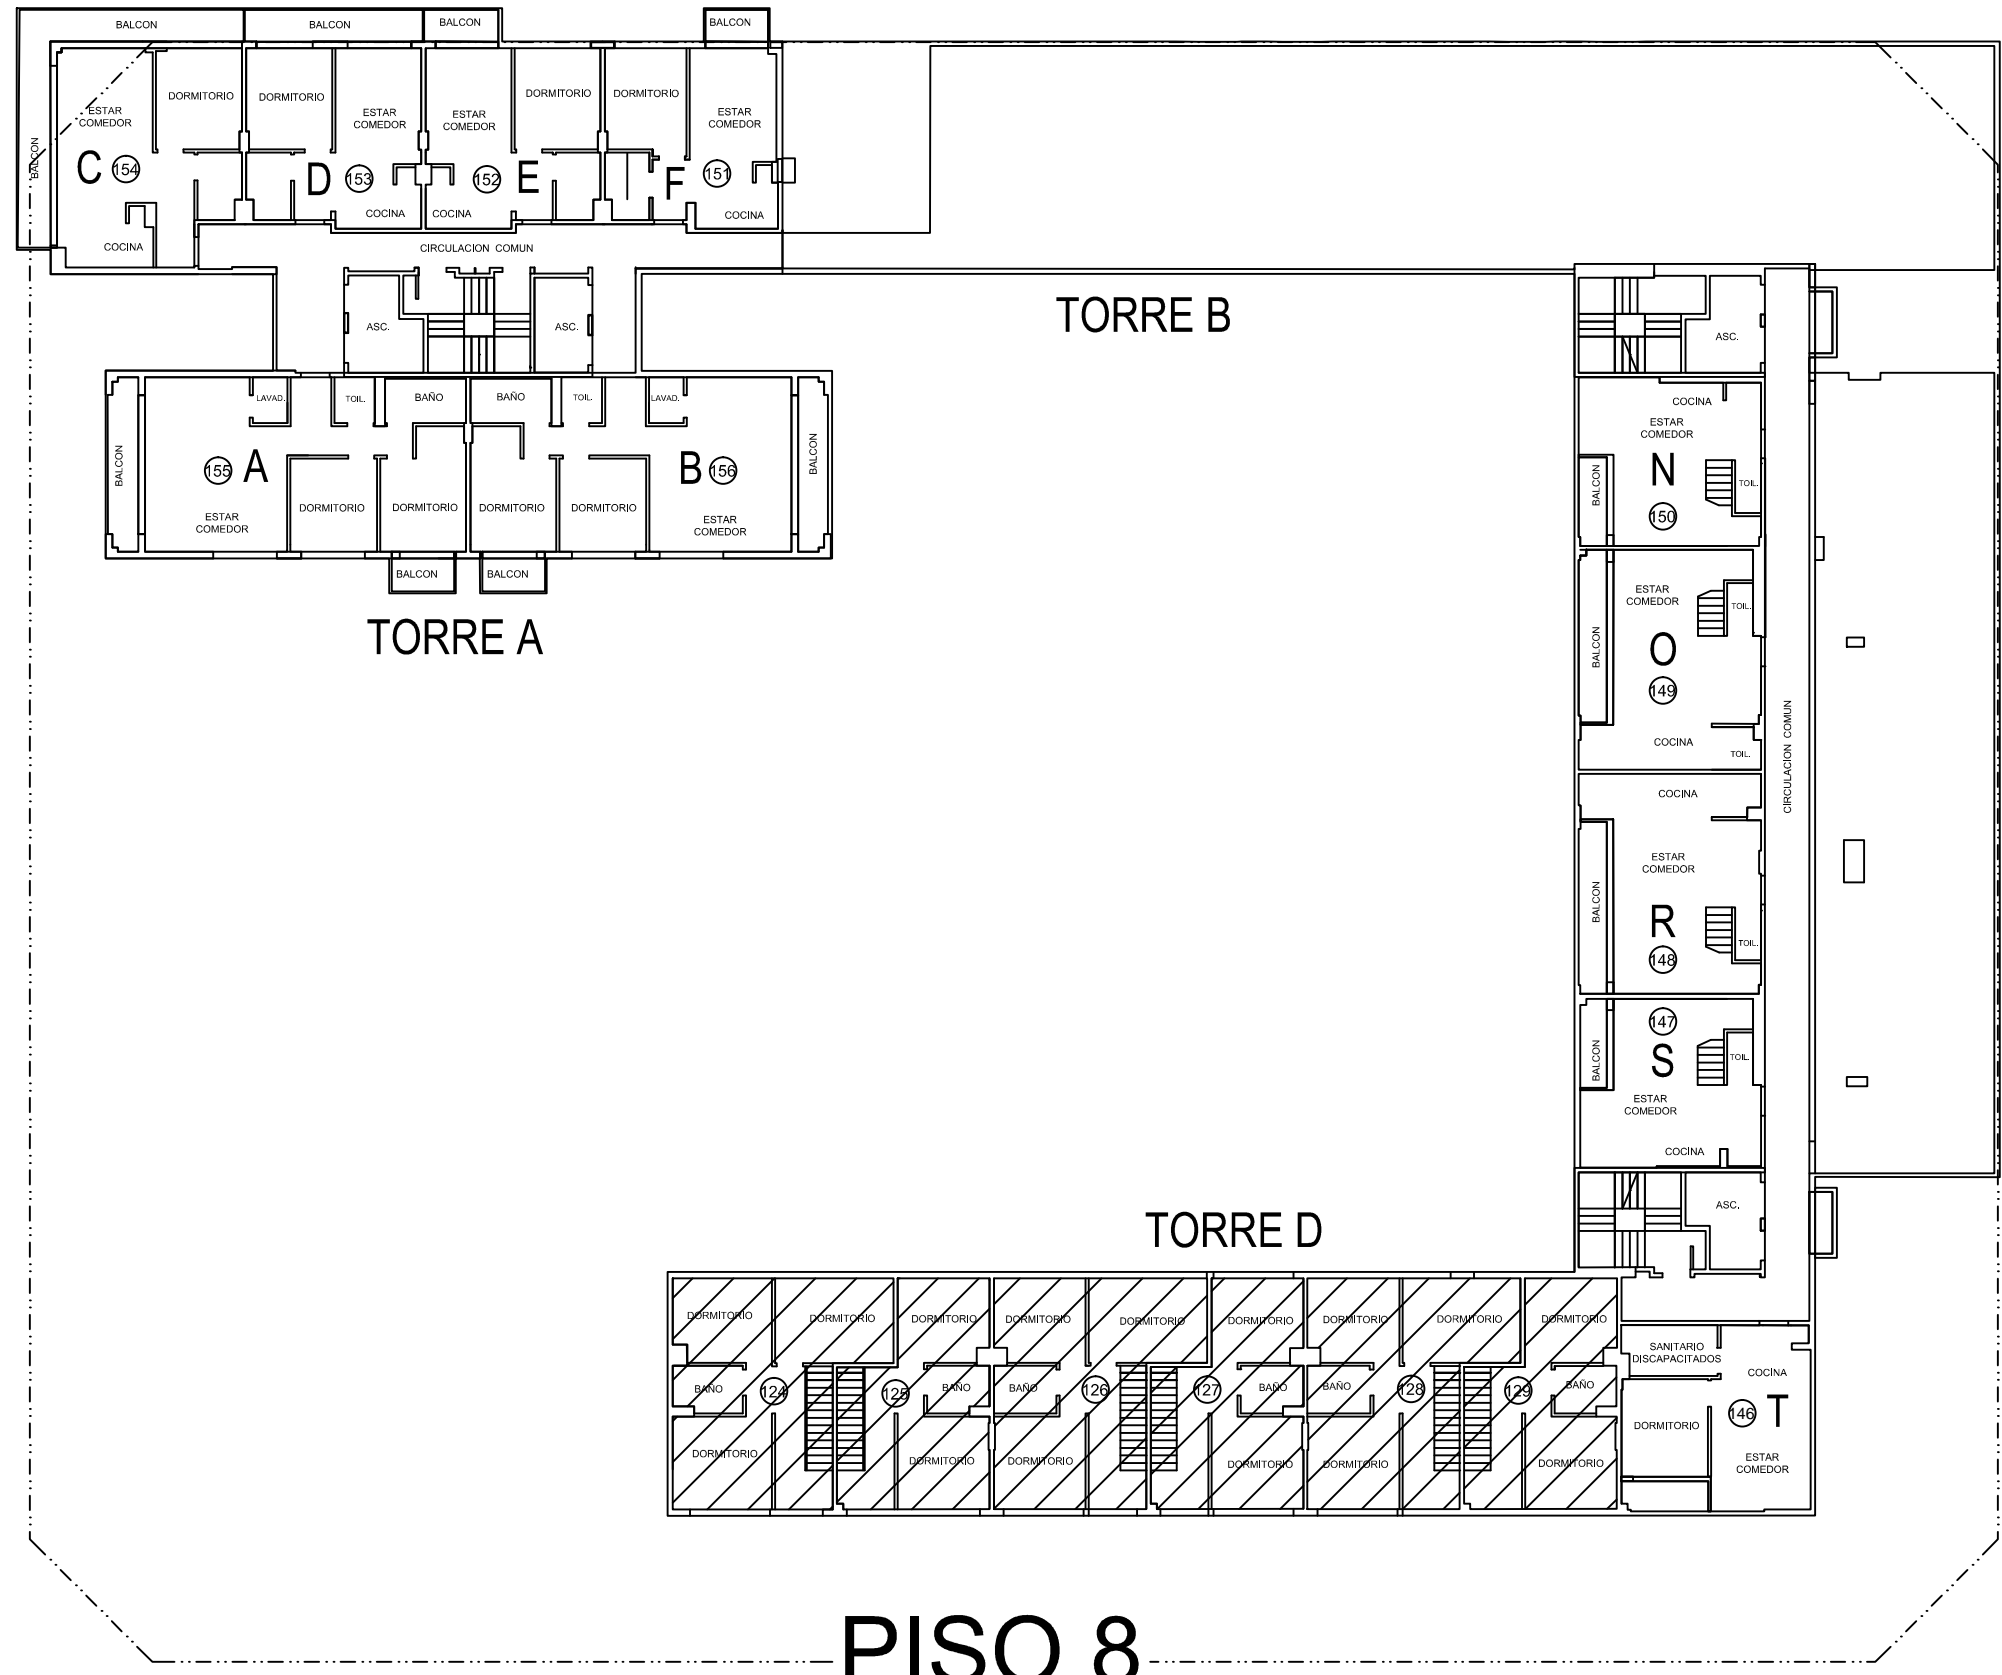 BALCON
BALCON
BALCON
BALCON
DORMITORIO
DORMITORIO
DORMITORIO
DORMITORIO
ESTAR
COMEDOR
ESTAR
COMEDOR
ESTAR
COMEDOR
ESTAR
COMEDOR
BALCON
C
154
D
153
152
E
F
151
COCINA
COCINA
COCINA
COCINA
CIRCULACION COMUN
ASC.
ASC.
TORRE B
ASC.
LAVAD.
TOIL.
BAÑO
BAÑO
TOIL.
LAVAD.
BALCON
155
A
B
156
BALCON
DORMITORIO
DORMITORIO
DORMITORIO
DORMITORIO
ESTAR
COMEDOR
ESTAR
COMEDOR
BALCON
BALCON
TORRE A
COCINA
ESTAR
COMEDOR
N
BALCON
TOIL.
150
ESTAR
COMEDOR
TOIL.
BALCON
O
149
COCINA
TOIL.
CIRCULACION COMUN
COCINA
ESTAR
COMEDOR
BALCON
R
TOIL.
148
147
S
BALCON
TOIL.
ESTAR
COMEDOR
COCINA
ASC.
TORRE D
DORMITORIO
DORMITORIO
DORMITORIO
DORMITORIO
DORMITORIO
DORMITORIO
DORMITORIO
DORMITORIO
DORMITORIO
BAÑO
124
125
BAÑO
BAÑO
126
127
BAÑO
BAÑO
128
129
BAÑO
DORMITORIO
DORMITORIO
DORMITORIO
DORMITORIO
DORMITORIO
DORMITORIO
SANITARIO
DISCAPACITADOS
COCINA
146
T
DORMITORIO
ESTAR
COMEDOR
PISO 8